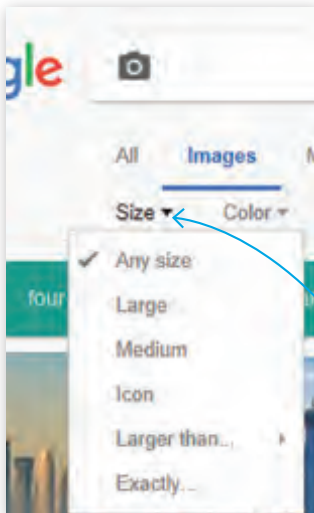 gle
All Images
Size Color
Any size
four
Large
Medium
Icon
Larger than...
Exactly...